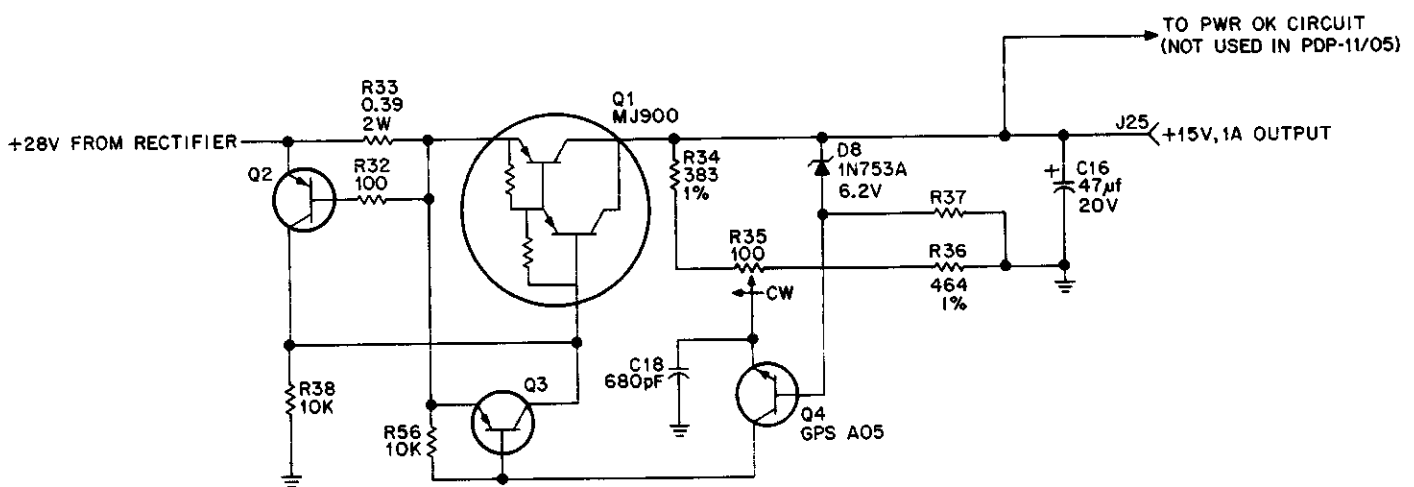 TO PWR OK CIRCUIT
(NOT USED IN PDP-11/05)
R33
0.39
2W
Q1
MJ900
+28V FROM RECTIFIER
J25
+15V, 1A OUTPUT
Q2
R32
100
R34
383
1%
D8
1N753A
6.2V
+
C16
47µf
20V
R37
R35
100
R36
464
1%
CW
C18
680pF
R38
10K
Q3
R56
10K
Q4
GPS A05